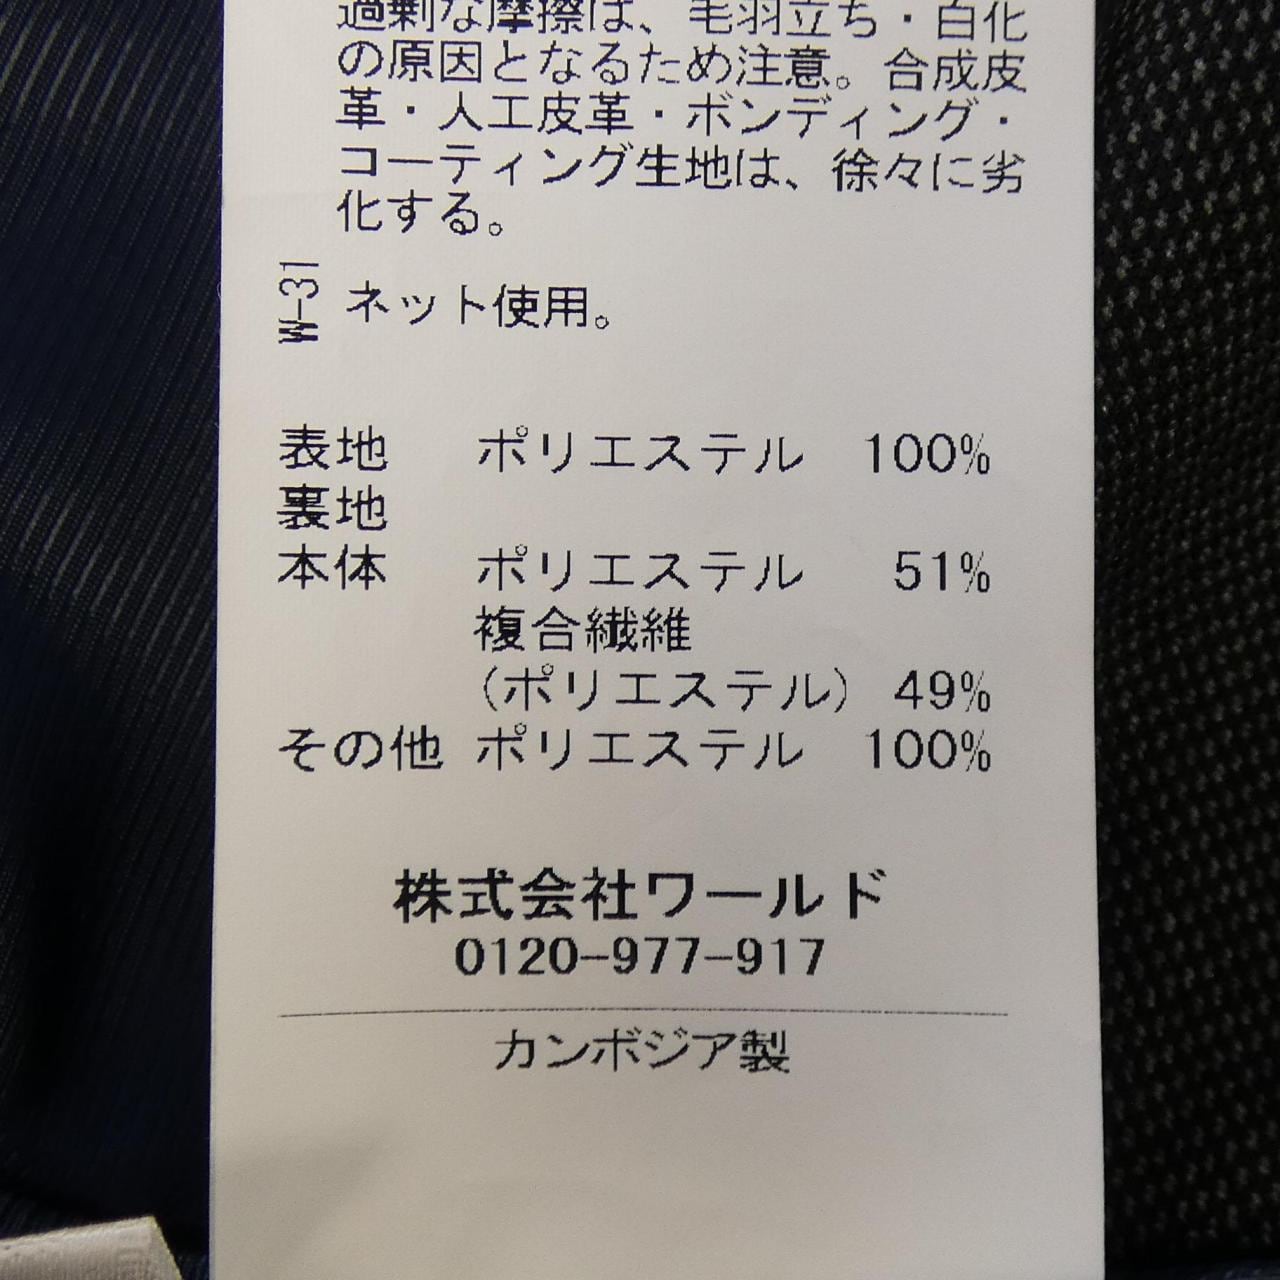 過剰な摩擦は、毛羽立ち・白化
の原因となるため注意。合成皮
革・人工皮革・ボンディング・
コーティング生地は、徐々に劣
化する。
W-31 ネット使用。
表地 ポリエステル 100%
裏地
本体 ポリエステル 51%
複合繊維
(ポリエステル) 49%
その他 ポリエステル 100%
株式会社ワールド
0120-977-917
カンボジア製